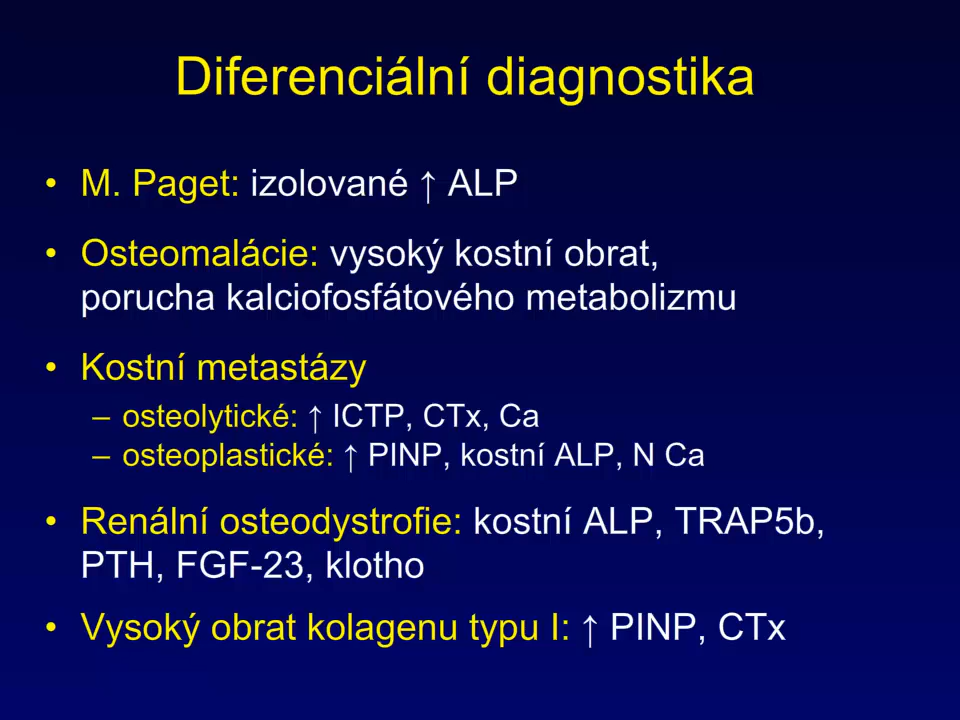 Diferenciální diagnostika
• M. Paget: izolované ↑ ALP
• Osteomalácie: vysoký kostní obrat,
porucha kalciofosfátového metabolizmu
• Kostní metastázy
– osteolytické: ↑ ICTP, CTx, Ca
– osteoplastické: ↑ PINP, kostní ALP, N Ca
• Renální osteodystrofie: kostní ALP, TRAP5b,
PTH, FGF-23, klotho
• Vysoký obrat kolagenu typu I: ↑ PINP, CTx